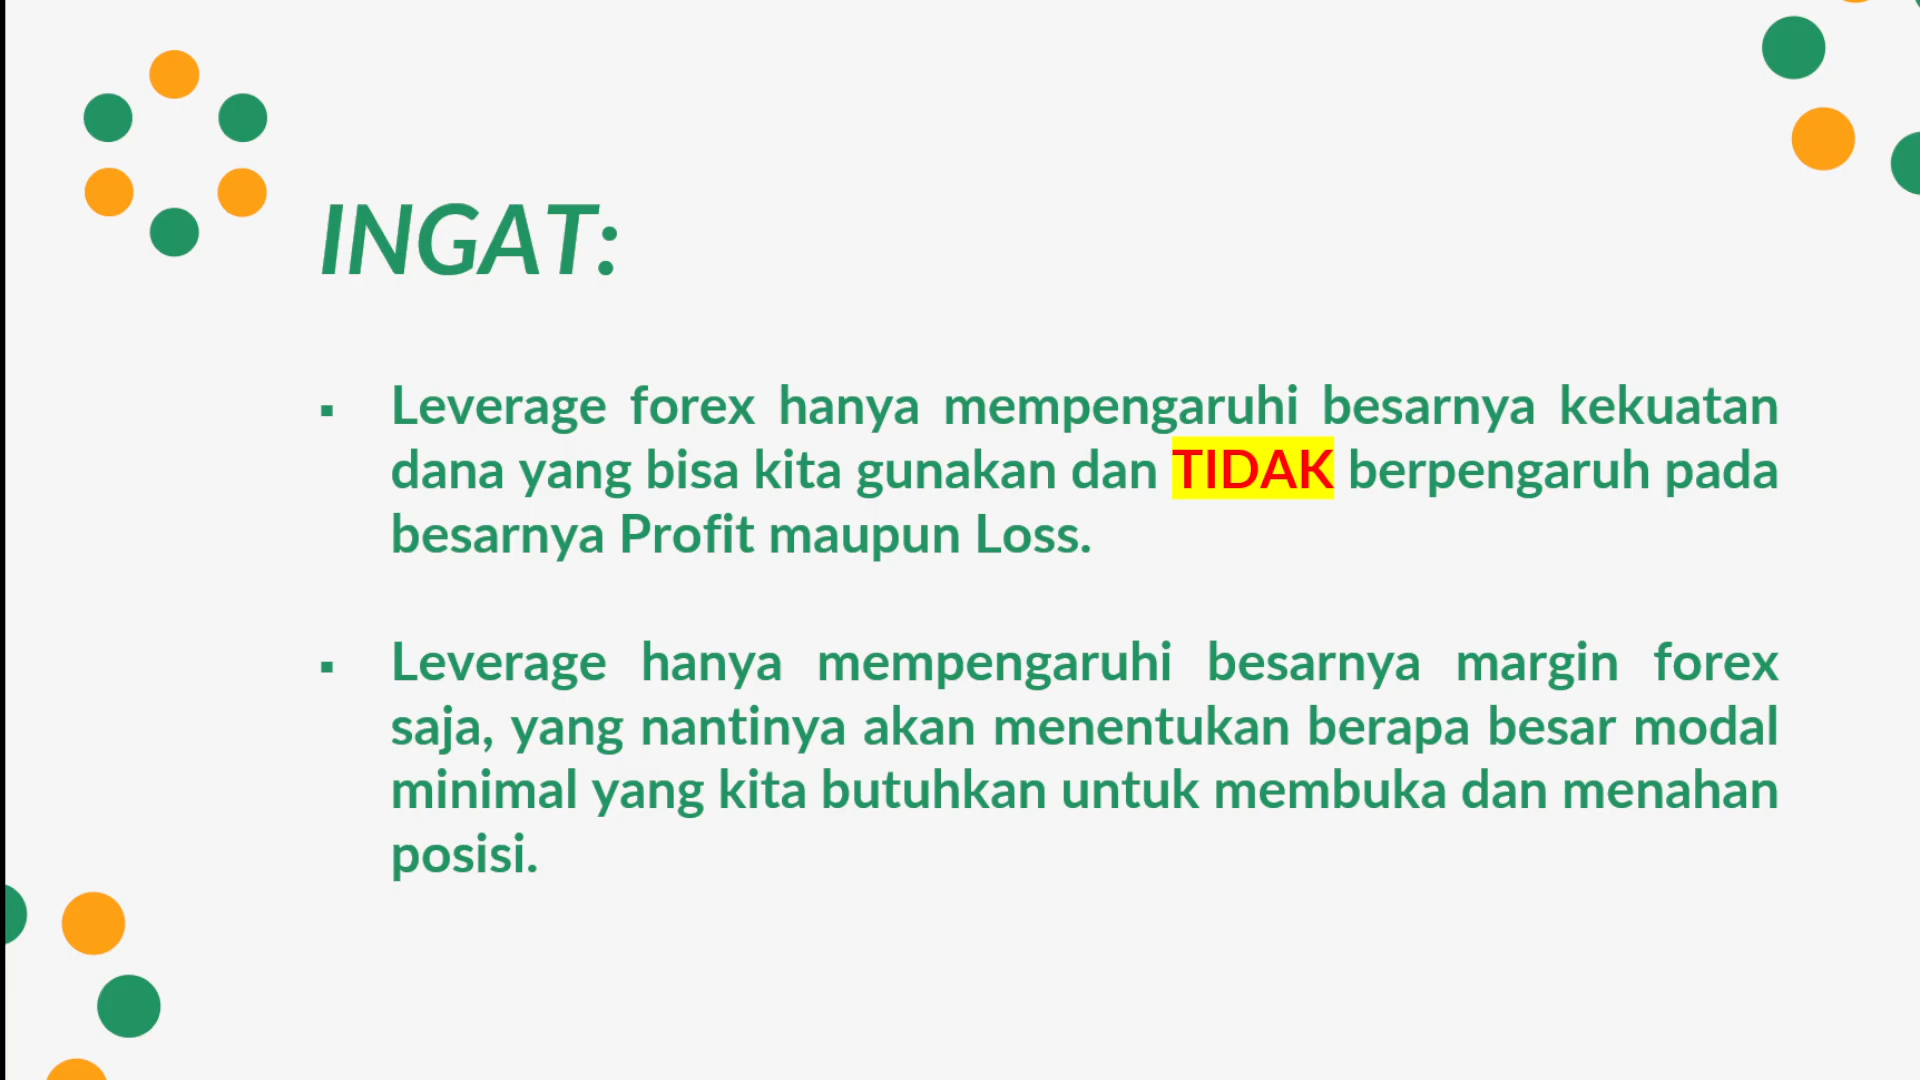 INGAT:
▪ Leverage forex hanya mempengaruhi besarnya kekuatan
dana yang bisa kita gunakan dan TIDAK berpengaruh pada
besarnya Profit maupun Loss.
▪ Leverage hanya mempengaruhi besarnya margin forex
saja, yang nantinya akan menentukan berapa besar modal
minimal yang kita butuhkan untuk membuka dan menahan
posisi.